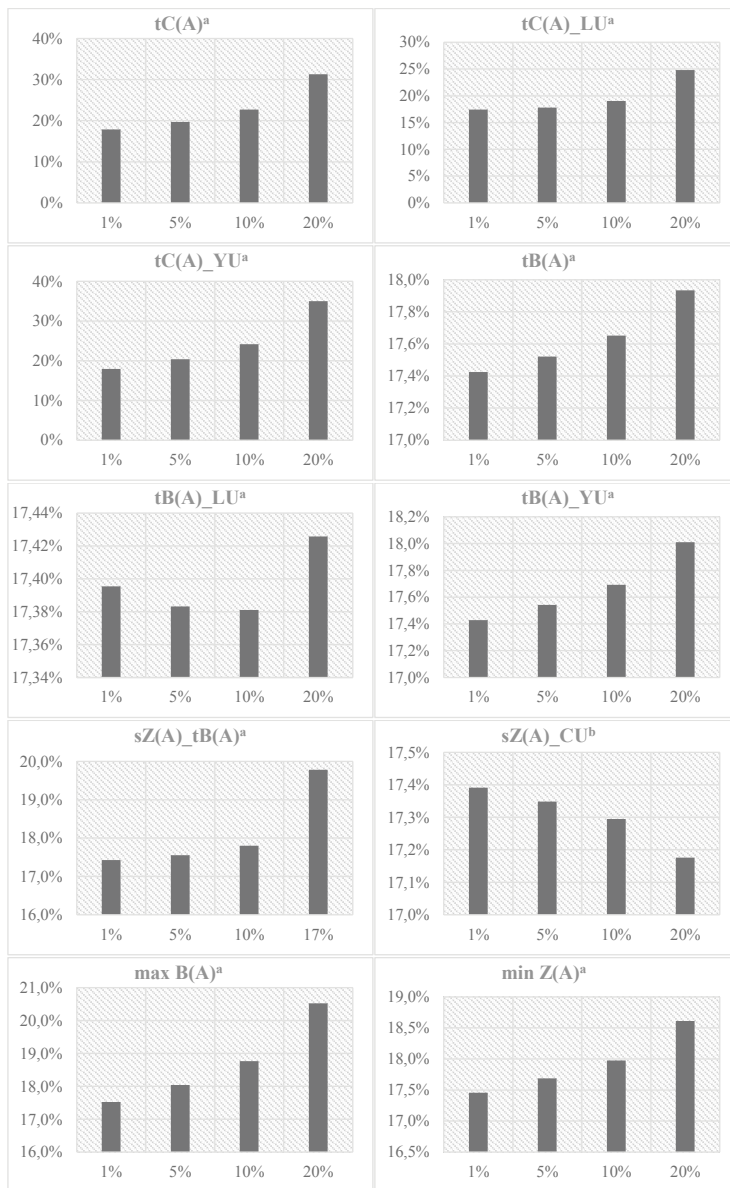 tC(A)ᵃ
40%
30%
20%
10%
0%
1% 5% 10% 20%
tC(A)_LUᵃ
30%
25%
20%
15%
10%
5%
0%
1% 5% 10% 20%
tC(A)_YUᵃ
40%
30%
20%
10%
0%
1% 5% 10% 20%
tB(A)ᵃ
18,0%
17,8%
17,6%
17,4%
17,2%
17,0%
1% 5% 10% 20%
tB(A)_LUᵃ
17,44%
17,42%
17,40%
17,38%
17,36%
17,34%
1% 5% 10% 20%
tB(A)_YUᵃ
18,2%
18,0%
17,8%
17,6%
17,4%
17,2%
17,0%
1% 5% 10% 20%
sZ(A)_tB(A)ᵃ
20,0%
19,0%
18,0%
17,0%
16,0%
1% 5% 10% 17%
sZ(A)_CUᵇ
17,5%
17,4%
17,3%
17,2%
17,1%
17,0%
1% 5% 10% 20%
max B(A)ᵃ
21,0%
20,0%
19,0%
18,0%
17,0%
16,0%
1% 5% 10% 20%
min Z(A)ᵃ
19,0%
18,5%
18,0%
17,5%
17,0%
16,5%
1% 5% 10% 20%